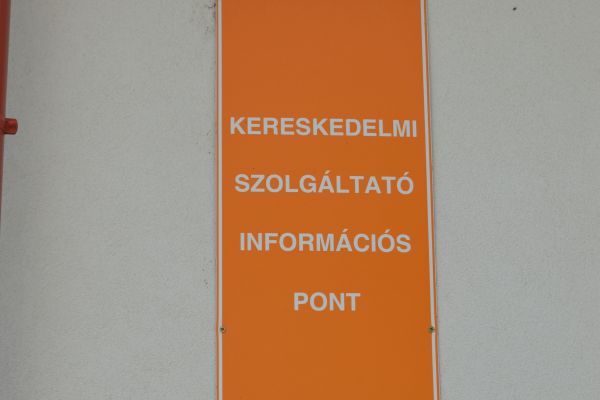 KERESKEDELMI
SZOLGÁLTATÓ
INFORMÁCIÓS
PONT